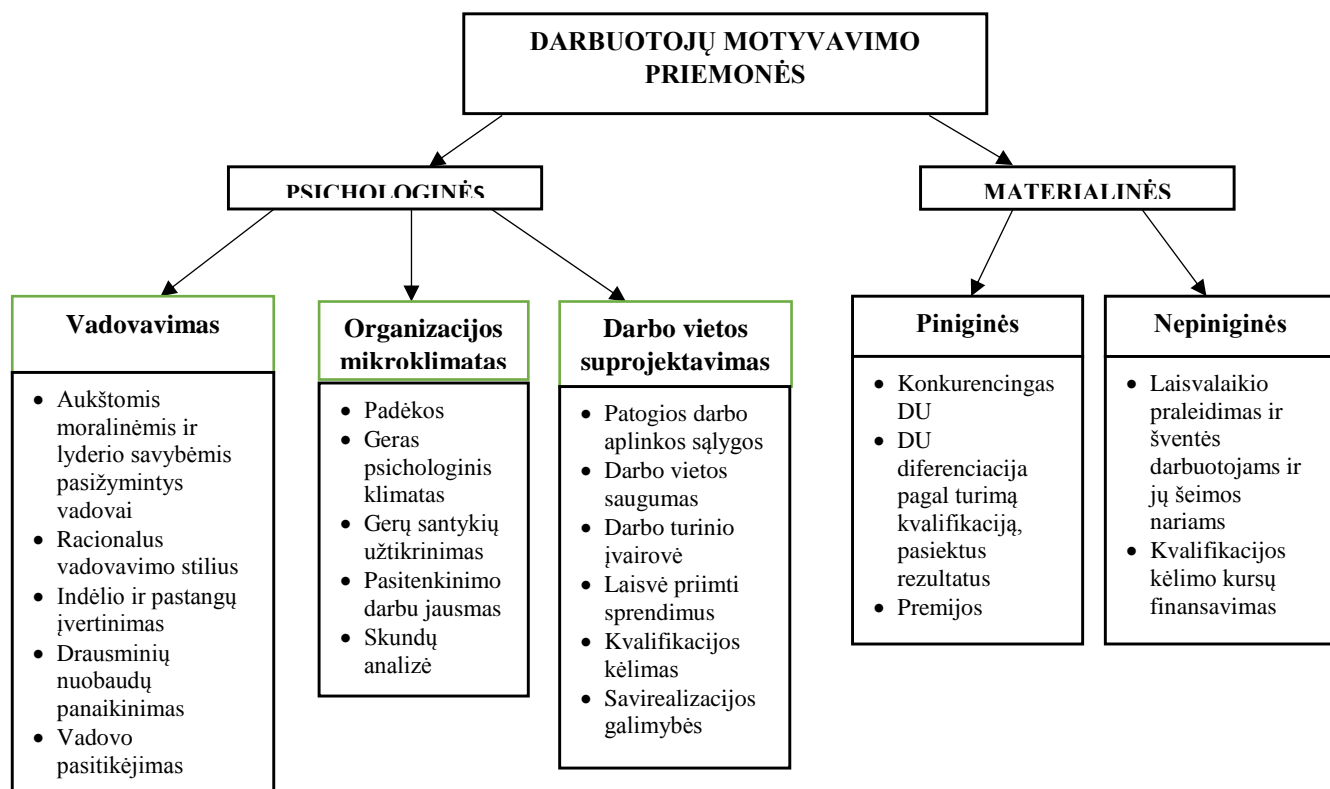 DARBUOTOJŲ MOTYVAVIMO
PRIEMONĖS
PSICHOLOGINĖS
MATERIALINĖS
Vadovavimas
• Aukštomis
moralinėmis ir
lyderio savybėmis
pasižymintys
vadovai
• Racionalus
vadovavimo stilius
• Indėlio ir pastangų
įvertinimas
• Drausminių
nuobaudų
panaikinimas
• Vadovo
pasitikėjimas
Organizacijos
mikroklimatas
• Padėkos
• Geras
psichologinis
klimatas
• Gerų santykių
užtikrinimas
• Pasitenkinimo
darbu jausmas
• Skundų
analizė
Darbo vietos
suprojektavimas
• Patogios darbo
aplinkos sąlygos
• Darbo vietos
saugumas
• Darbo turinio
įvairovė
• Laisvė priimti
sprendimus
• Kvalifikacijos
kėlimas
• Savirealizacijos
galimybės
Piniginės
• Konkurencingas
DU
• DU
diferenciacija
pagal turimą
kvalifikaciją,
pasiektus
rezultatus
• Premijos
Nepiniginės
• Laisvalaikio
praleidimas ir
šventės
darbuotojams ir
jų šeimos
nariams
• Kvalifikacijos
kėlimo kursų
finansavimas